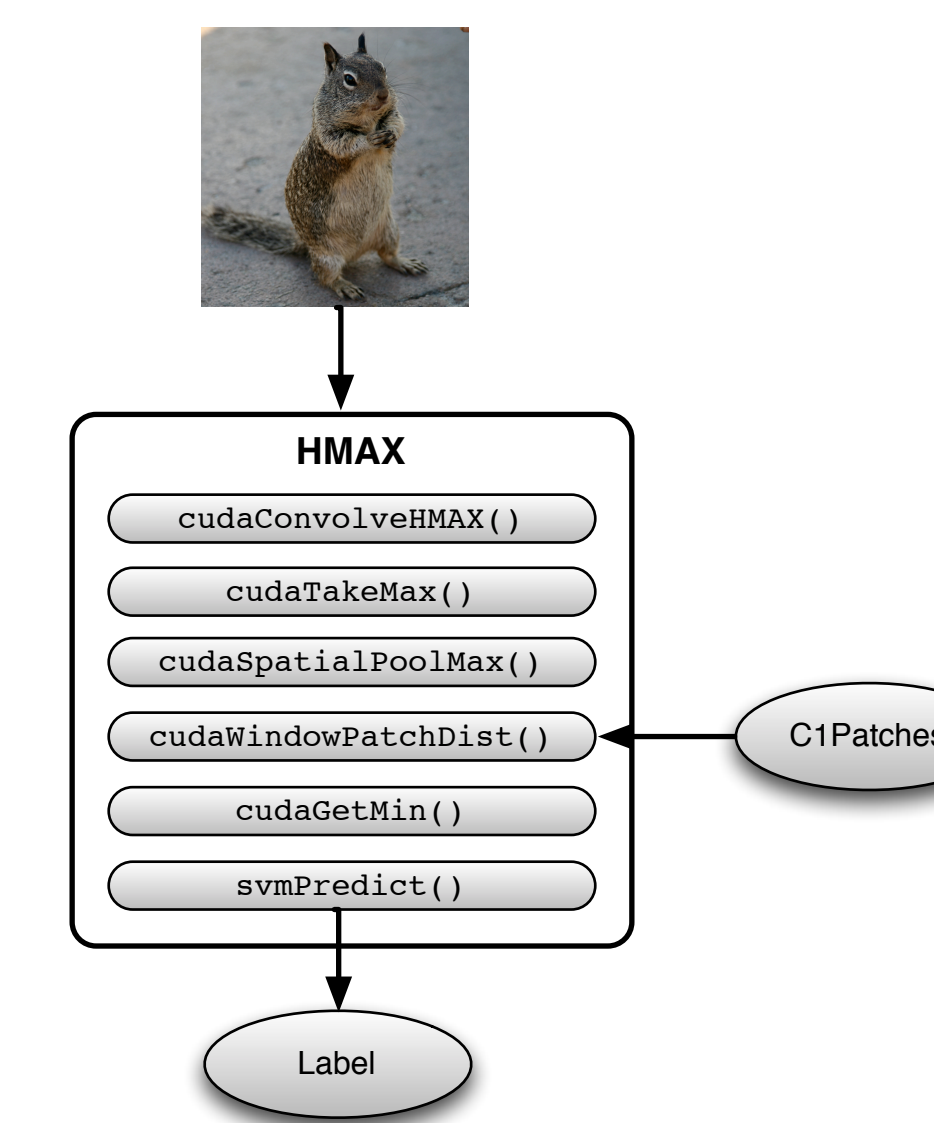 HMAX
cudaConvolveHMAX()
cudaTakeMax()
cudaSpatialPoolMax()
cudaWindowPatchDist()
C1Patches
cudaGetMin()
svmPredict()
Label